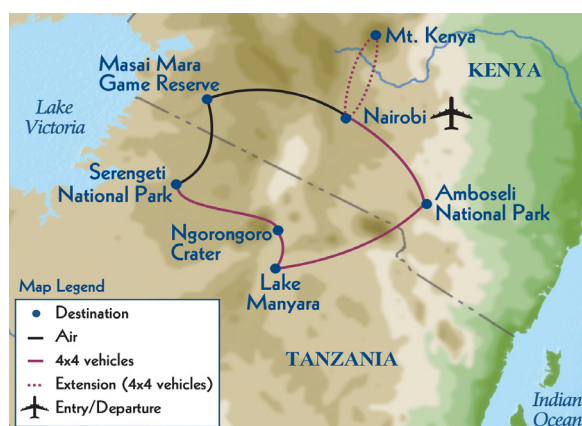 Mt. Kenya
KENYA
Masai Mara
Game Reserve
Lake
Victoria
Nairobi
Serengeti
National Park
Amboseli
National Park
Ngorongoro
Crater
Lake
Manyara
Map Legend
Destination
Air
4x4 vehicles
Extension (4x4 vehicles)
Entry/Departure
TANZANIA
Indian
Ocean